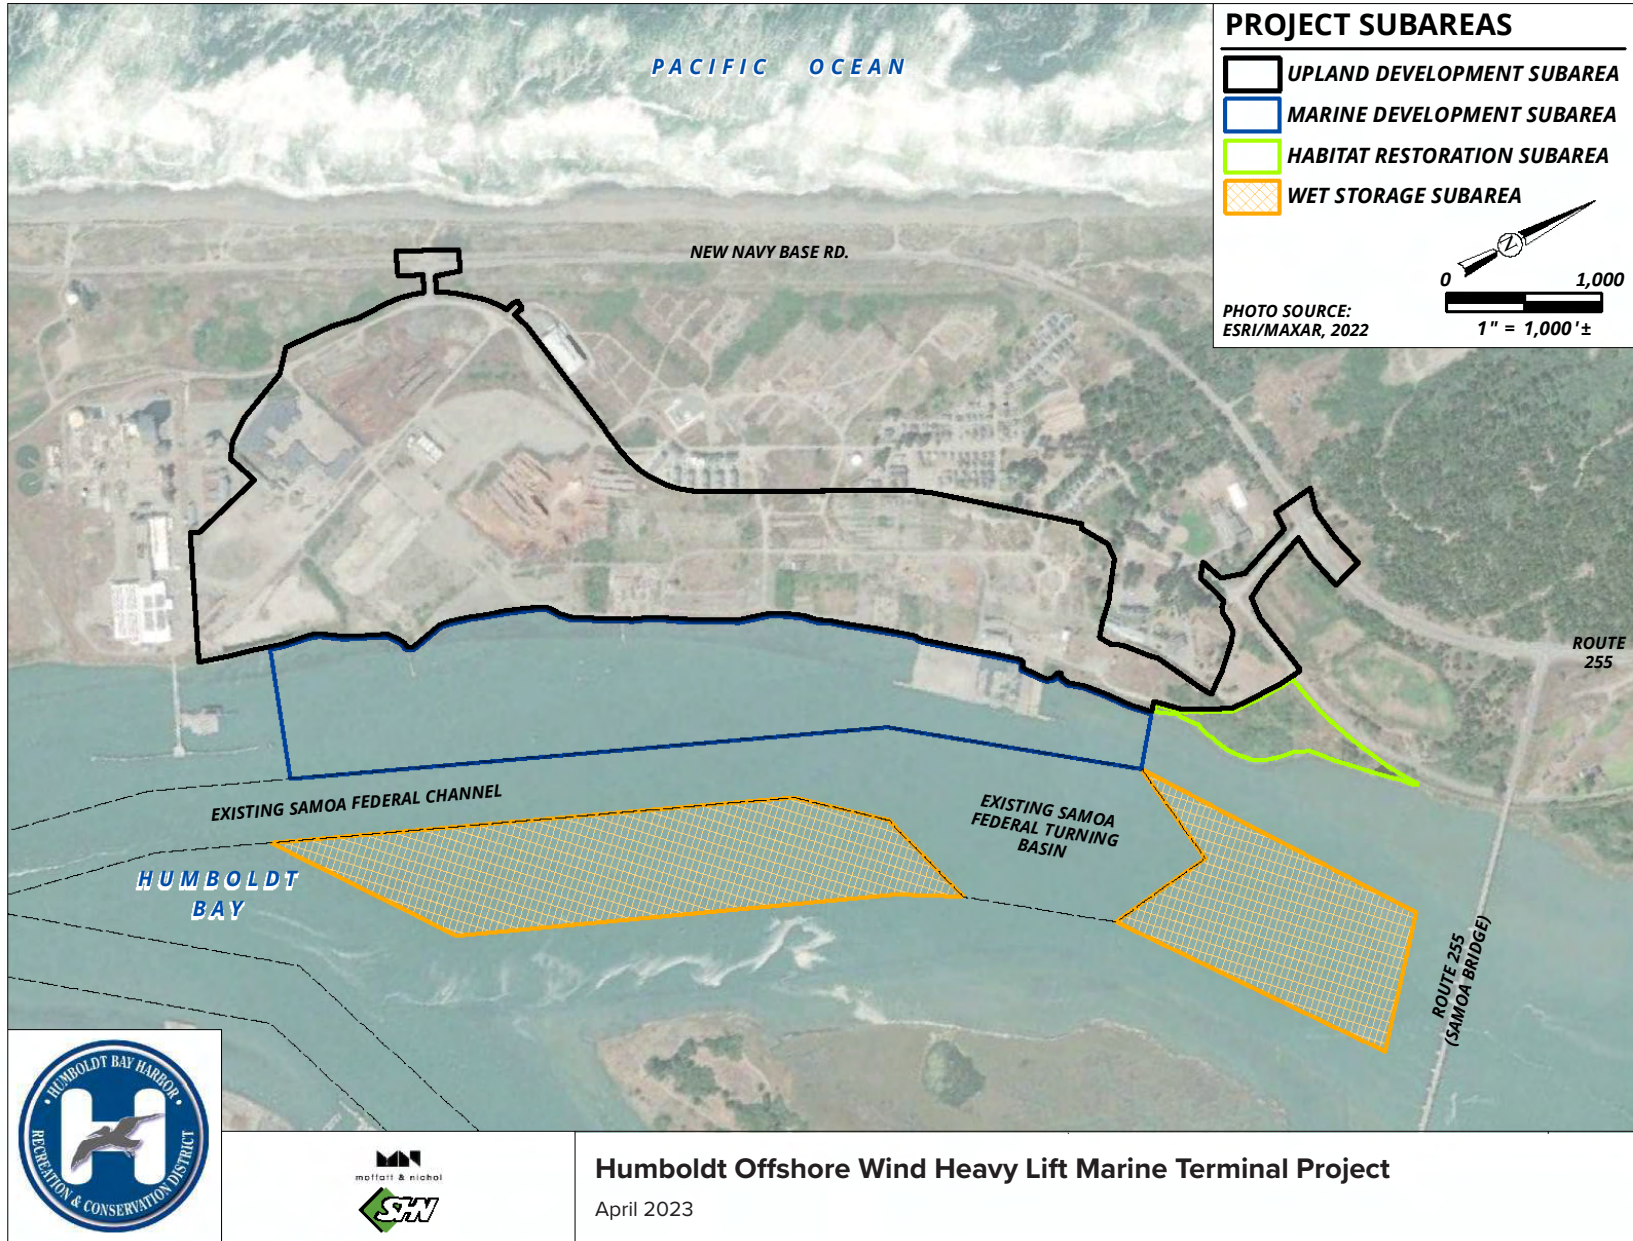 PACIFIC OCEAN
PROJECT SUBAREAS
UPLAND DEVELOPMENT SUBAREA
MARINE DEVELOPMENT SUBAREA
HABITAT RESTORATION SUBAREA
WET STORAGE SUBAREA
N
0 1,000
1" = 1,000'±
PHOTO SOURCE:
ESRI/MAXAR, 2022
NEW NAVY BASE RD.
ROUTE
255
EXISTING SAMOA FEDERAL CHANNEL
EXISTING SAMOA
FEDERAL TURNING
BASIN
HUMBOLDT
BAY
ROUTE 255
(SAMOA BRIDGE)
• HUMBOLDT BAY HARBOR •
RECREATION & CONSERVATION DISTRICT
H
moffatt & nichol
SHN
Humboldt Offshore Wind Heavy Lift Marine Terminal Project
April 2023